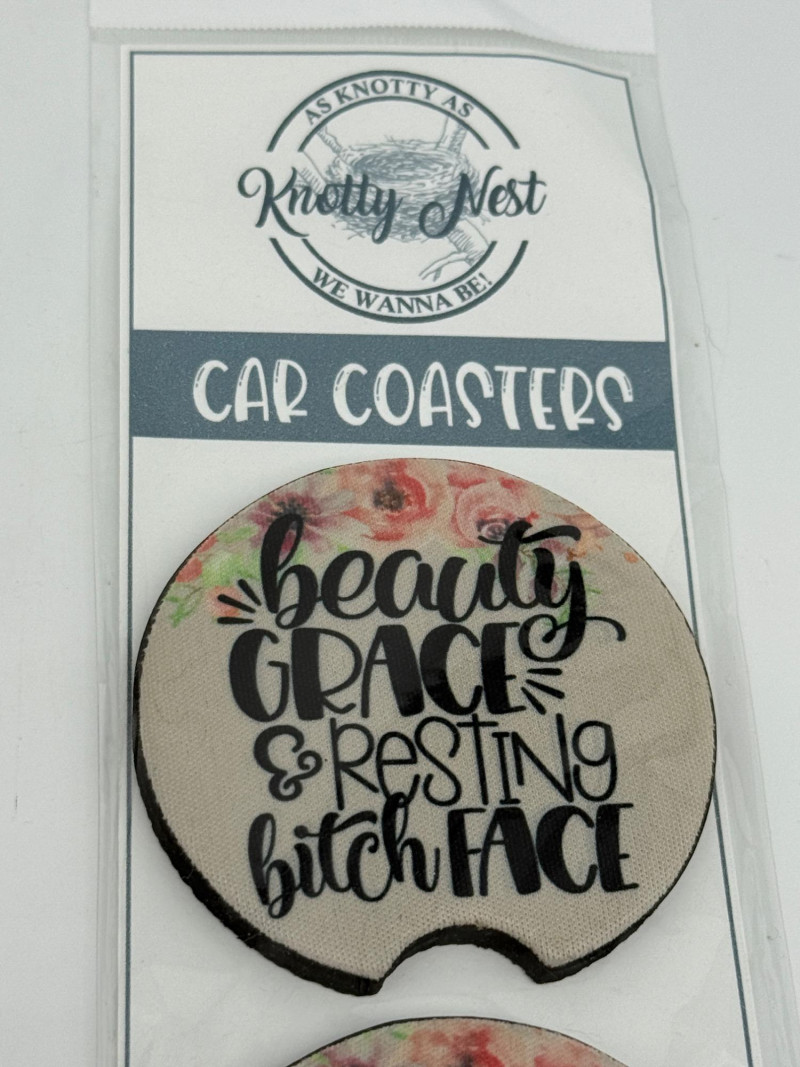 AS KNOTTY AS
Knotty Nest
WE WANNA BE!
CAR COASTERS
beauty
GRACE
& ReSTING
bitch FACE